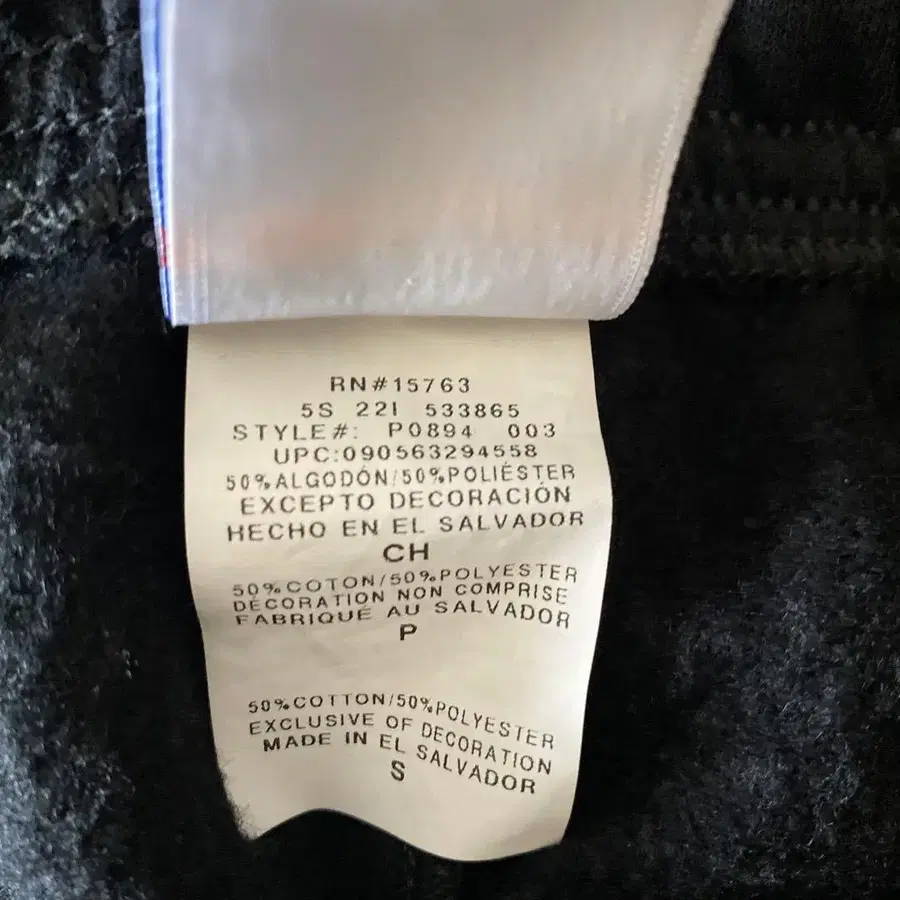 RN#15763
5S 22I 533865
STYLE#: P0894 003
UPC:090563294558
50%ALGODÓN/50%POLIÉSTER
EXCEPTO DECORACIÓN
HECHO EN EL SALVADOR
CH
50%COTON/50%POLYESTER
DÉCORATION NON COMPRISE
FABRIQUÉ AU SALVADOR
P
50%COTTON/50%POLYESTER
EXCLUSIVE OF DECORATION
MADE IN EL SALVADOR
S